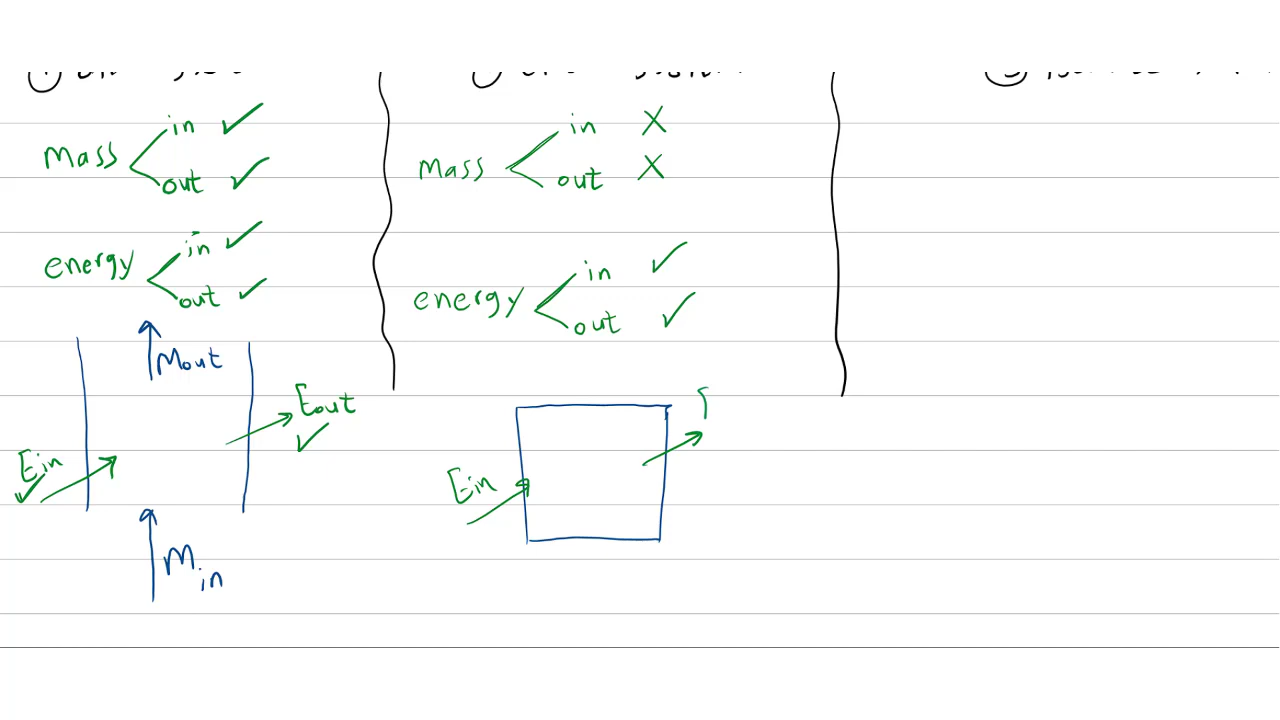 mass in ✓
out ✓
energy in ✓
out ✓
Mout
Eout
✓
Ein
✓
Min
mass in X
out X
energy in ✓
out ✓
Ein